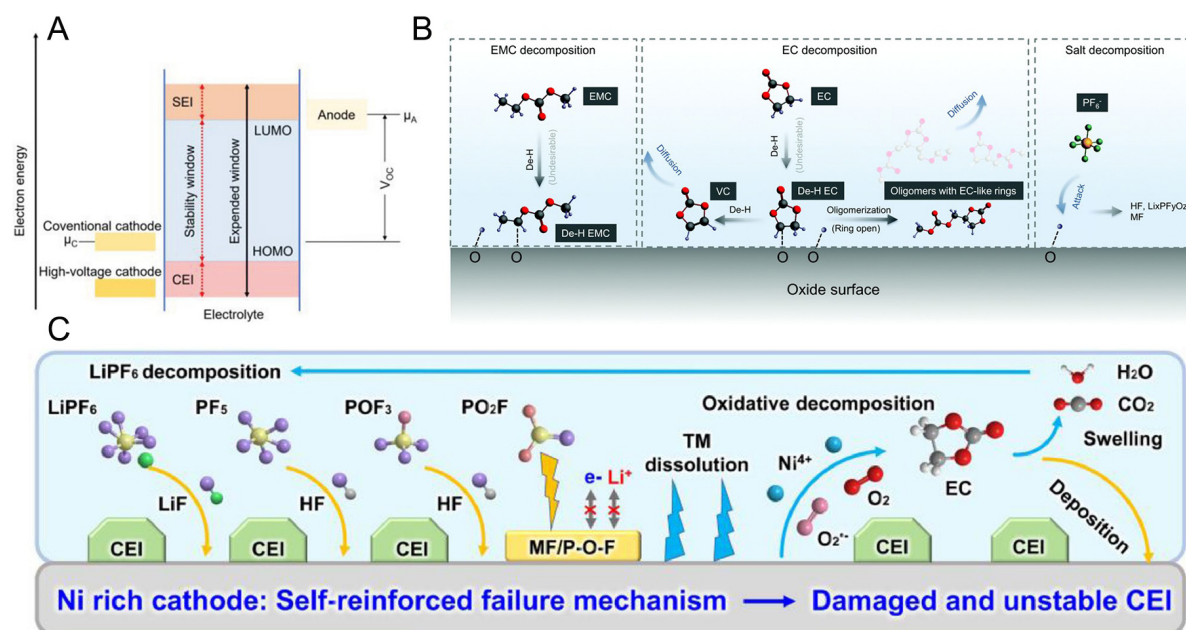 A
Electron energy
SEI
LUMO
Stability window
Expended window
HOMO
CEI
Electrolyte
Anode
μA
VOC
Coventional cathode
μC
High-voltage cathode
B
EMC decomposition
EMC
De-H
(Undesirable)
De-H EMC
O
O
EC decomposition
EC
De-H
(Undesirable)
Diffusion
VC
De-H
De-H EC
Oligomerization
(Ring open)
Diffusion
Oligomers with EC-like rings
O
O
Salt decomposition
PF6-
Attack
HF, LixPFyOz
MF
O
Oxide surface
C
LiPF6 decomposition
LiPF6
PF5
POF3
PO2F
LiF
HF
HF
CEI
CEI
CEI
e-
Li+
MF/P-O-F
TM
dissolution
Oxidative decomposition
Ni4+
O2
O2•-
EC
H2O
CO2
Swelling
Deposition
CEI
CEI
Ni rich cathode: Self-reinforced failure mechanism → Damaged and unstable CEI